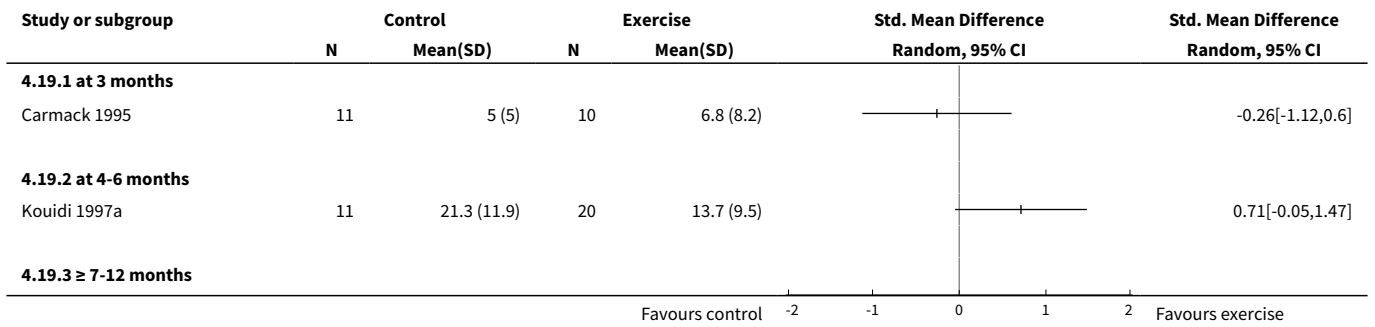 Study or subgroup Control Exercise Std. Mean Difference Std. Mean Difference
N Mean(SD) N Mean(SD) Random, 95% CI Random, 95% CI
4.19.1 at 3 months
Carmack 1995 11 5 (5) 10 6.8 (8.2) -0.26[-1.12,0.6]
4.19.2 at 4-6 months
Kouidi 1997a 11 21.3 (11.9) 20 13.7 (9.5) 0.71[-0.05,1.47]
4.19.3 ≥ 7-12 months
Favours control -2 -1 0 1 2 Favours exercise